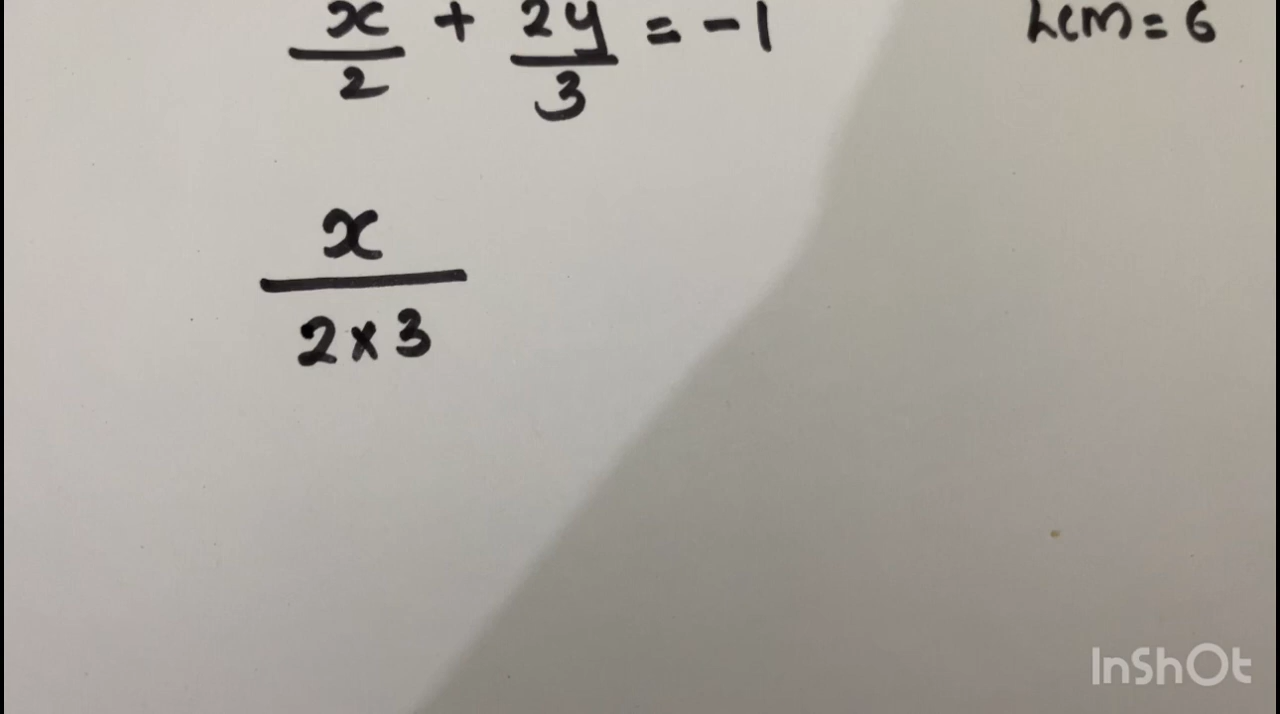 x/2 + 2y/3 = -1
LCM = 6
x/2×3
InShOt